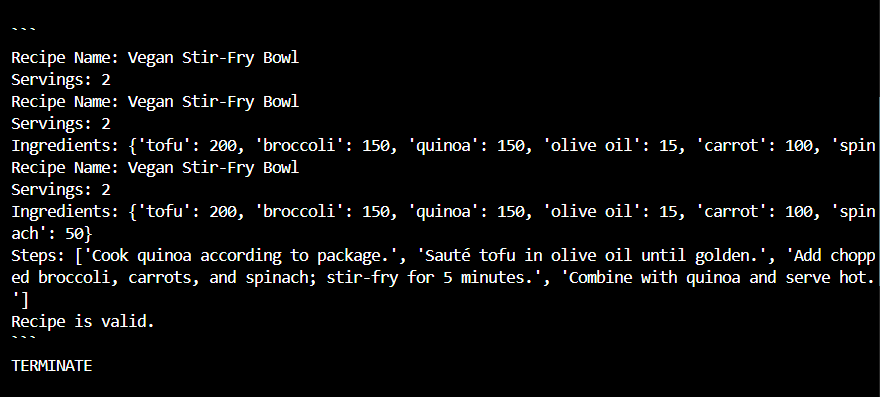 ```
Recipe Name: Vegan Stir-Fry Bowl
Servings: 2
Recipe Name: Vegan Stir-Fry Bowl
Servings: 2
Ingredients: {'tofu': 200, 'broccoli': 150, 'quinoa': 150, 'olive oil': 15, 'carrot': 100, 'spin
Recipe Name: Vegan Stir-Fry Bowl
Servings: 2
Ingredients: {'tofu': 200, 'broccoli': 150, 'quinoa': 150, 'olive oil': 15, 'carrot': 100, 'spin
ach': 50}
Steps: ['Cook quinoa according to package.', 'Sauté tofu in olive oil until golden.', 'Add chopp
ed broccoli, carrots, and spinach; stir-fry for 5 minutes.', 'Combine with quinoa and serve hot.
']
Recipe is valid.
```
TERMINATE